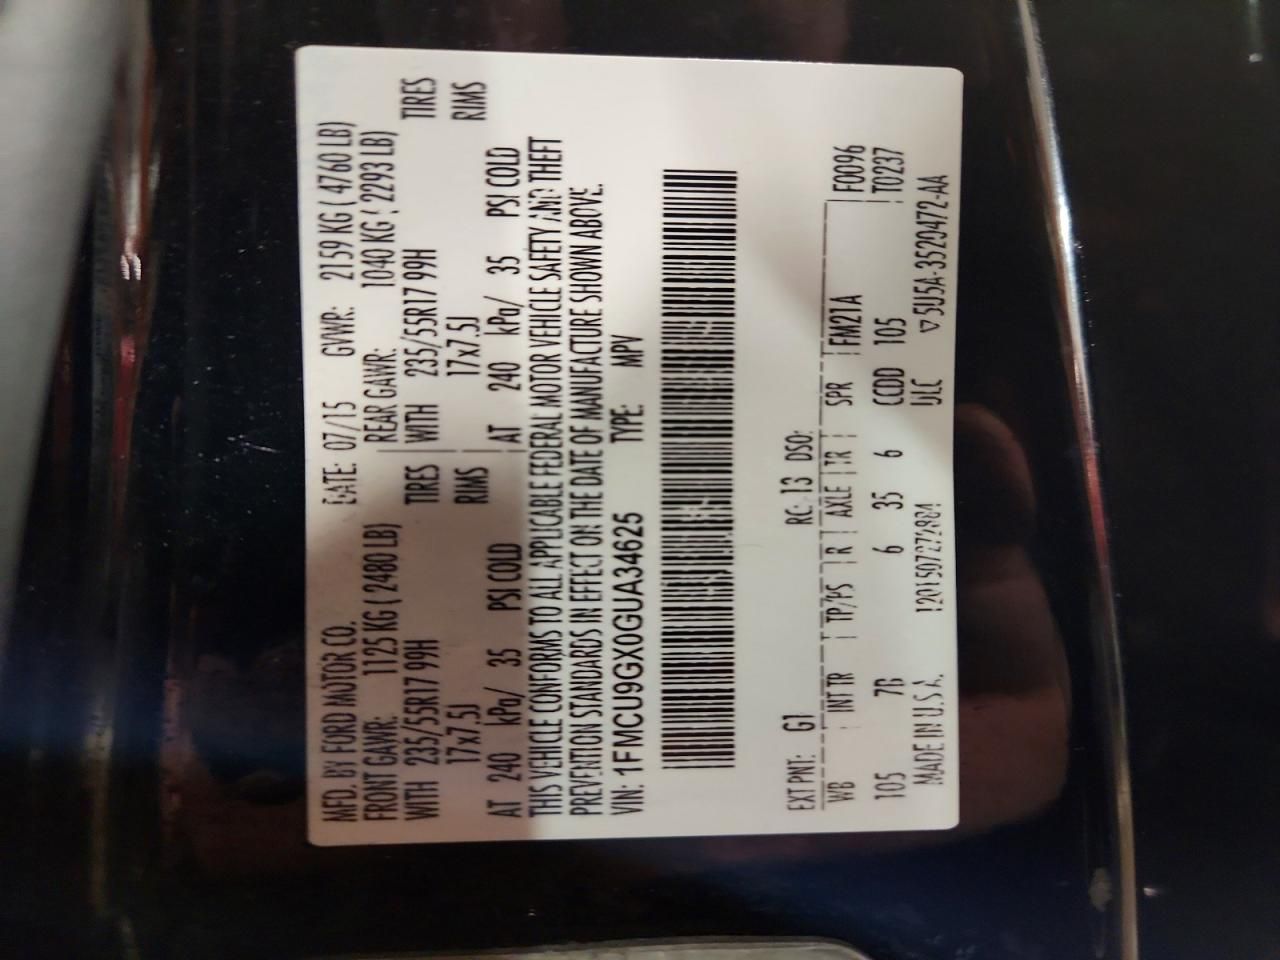 MFD. BY FORD MOTOR CO. DATE: 07/15 GVWR: 2159 KG ( 4760 LB)
FRONT GAWR: 1125 KG ( 2480 LB) REAR GAWR: 1040 KG ( 2293 LB)
WITH 235/55R17 99H TIRES WITH 235/55R17 99H TIRES
17x7.5J RIMS 17x7.5J RIMS
AT 240 kPa/ 35 PSI COLD AT 240 kPa/ 35 PSI COLD
THIS VEHICLE CONFORMS TO ALL APPLICABLE FEDERAL MOTOR VEHICLE SAFETY AND THEFT
PREVENTION STANDARDS IN EFFECT ON THE DATE OF MANUFACTURE SHOWN ABOVE.
VIN: 1FMCU9GX0GUA34625 TYPE: MPV
EXT PNT: G1 RC: 13 DSO:
WB INT TR TP/PS R AXLE TR SPR FM21A F0096
105 7B 6 35 6 CCDD 105 T0237
MADE IN U.S.A. ULC ▽5U5A-3520472-AA